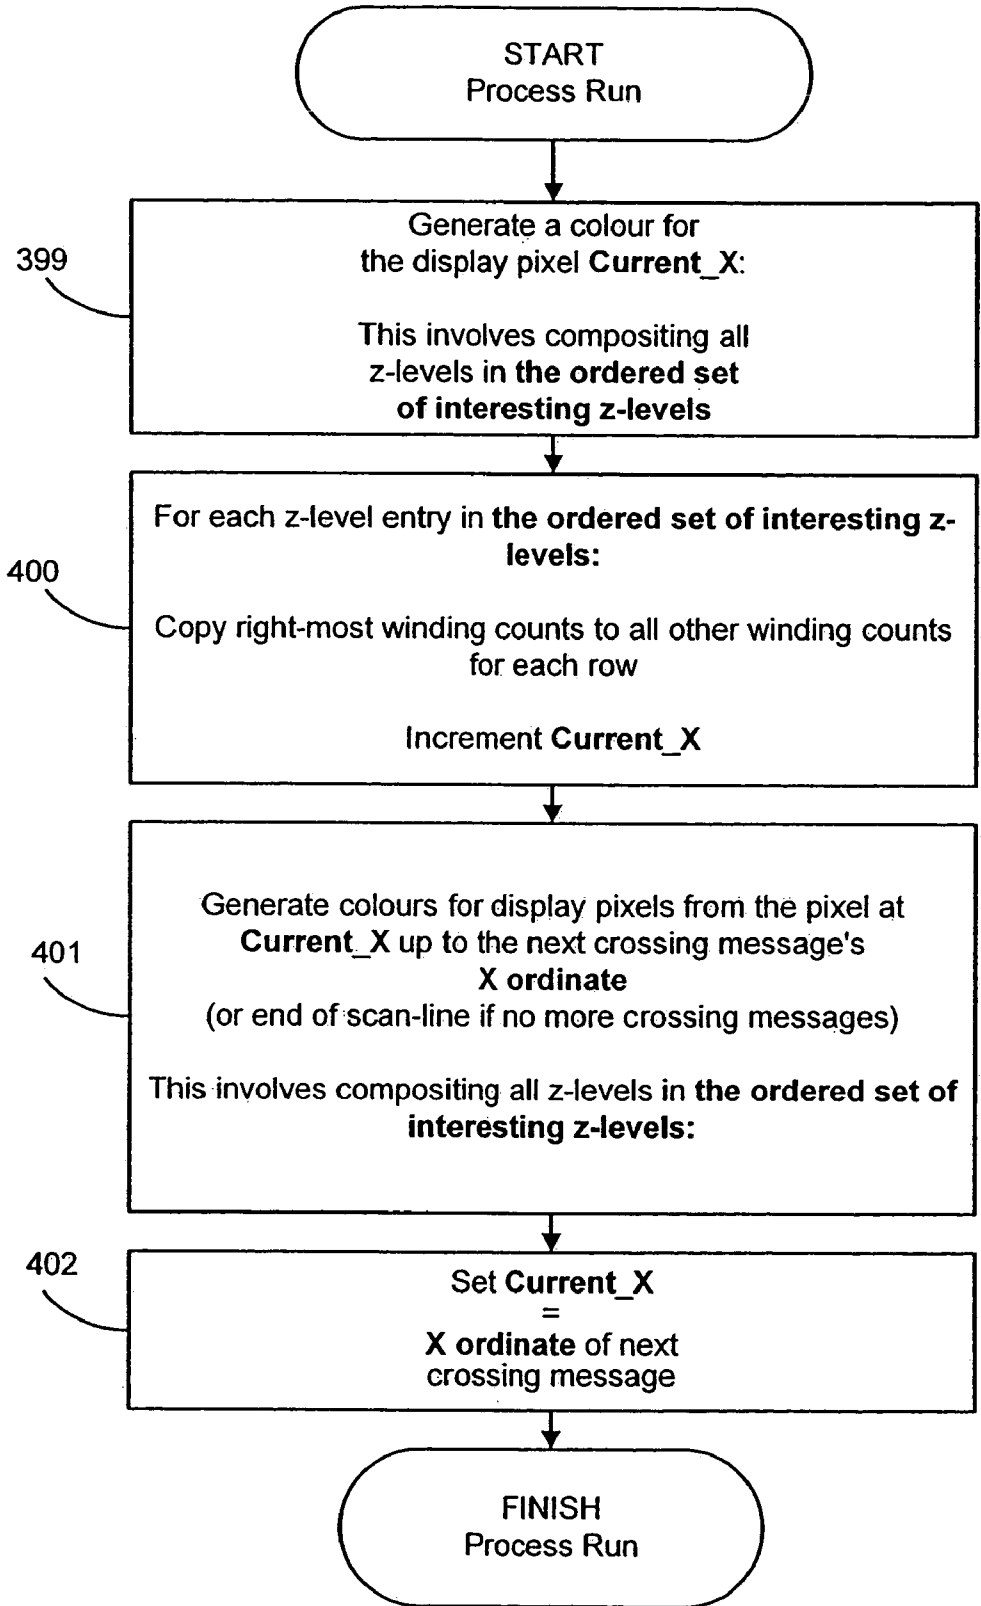 START
Process Run
399
Generate a colour for
the display pixel Current_X:
This involves compositing all
z-levels in the ordered set
of interesting z-levels
400
For each z-level entry in the ordered set of interesting z-
levels:
Copy right-most winding counts to all other winding counts
for each row
Increment Current_X
401
Generate colours for display pixels from the pixel at
Current_X up to the next crossing message's
X ordinate
(or end of scan-line if no more crossing messages)
This involves compositing all z-levels in the ordered set of
interesting z-levels:
402
Set Current_X
=
X ordinate of next
crossing message
FINISH
Process Run